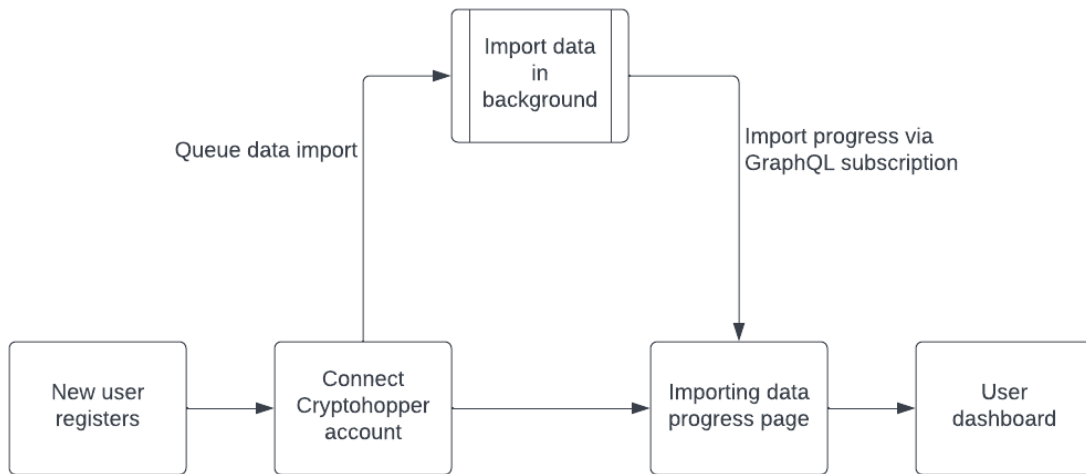 Import data
in
background
Queue data import
Import progress via
GraphQL subscription
New user
registers
Connect
Cryptohopper
account
Importing data
progress page
User
dashboard